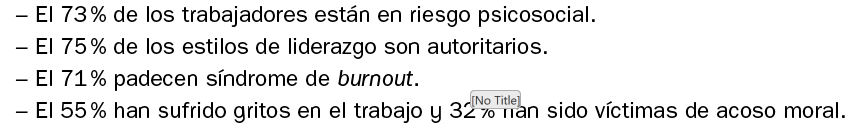 – El 73% de los trabajadores están en riesgo psicosocial.
– El 75% de los estilos de liderazgo son autoritarios.
– El 71% padecen síndrome de burnout.
[No Title]
– El 55% han sufrido gritos en el trabajo y 32% han sido víctimas de acoso moral.